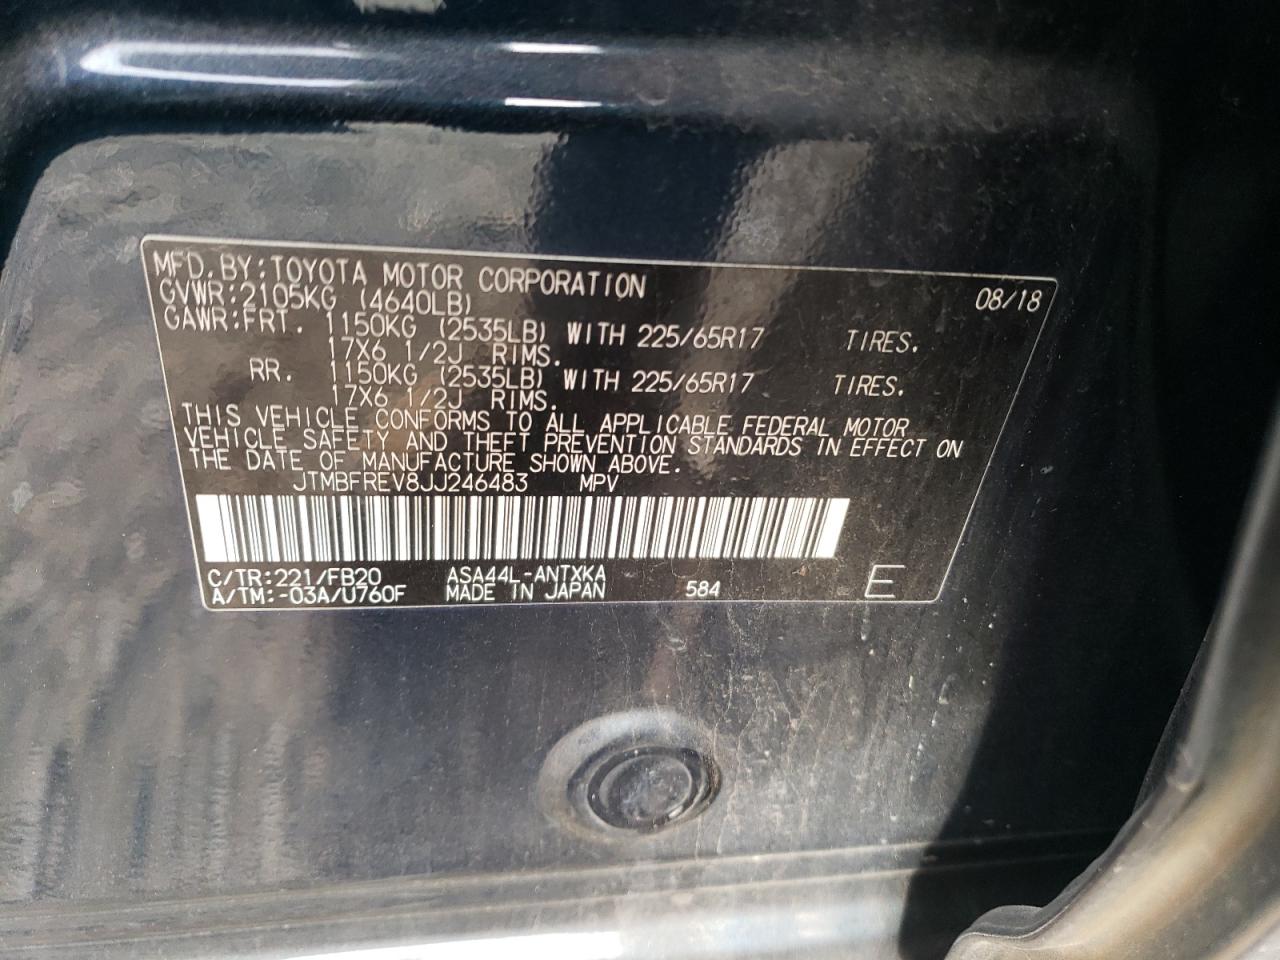 MFD.BY:TOYOTA MOTOR CORPORATION 08/18
GVWR:2105KG (4640LB)
GAWR:FRT. 1150KG (2535LB) WITH 225/65R17 TIRES.
17X6 1/2J RIMS.
RR. 1150KG (2535LB) WITH 225/65R17 TIRES.
17X6 1/2J RIMS.
THIS VEHICLE CONFORMS TO ALL APPLICABLE FEDERAL MOTOR
VEHICLE SAFETY AND THEFT PREVENTION STANDARDS IN EFFECT ON
THE DATE OF MANUFACTURE SHOWN ABOVE.
JTMBFREV8JJ246483 MPV
C/TR:221/FB20 ASA44L-ANTXKA
A/TM:-03A/U760F MADE IN JAPAN 584 E